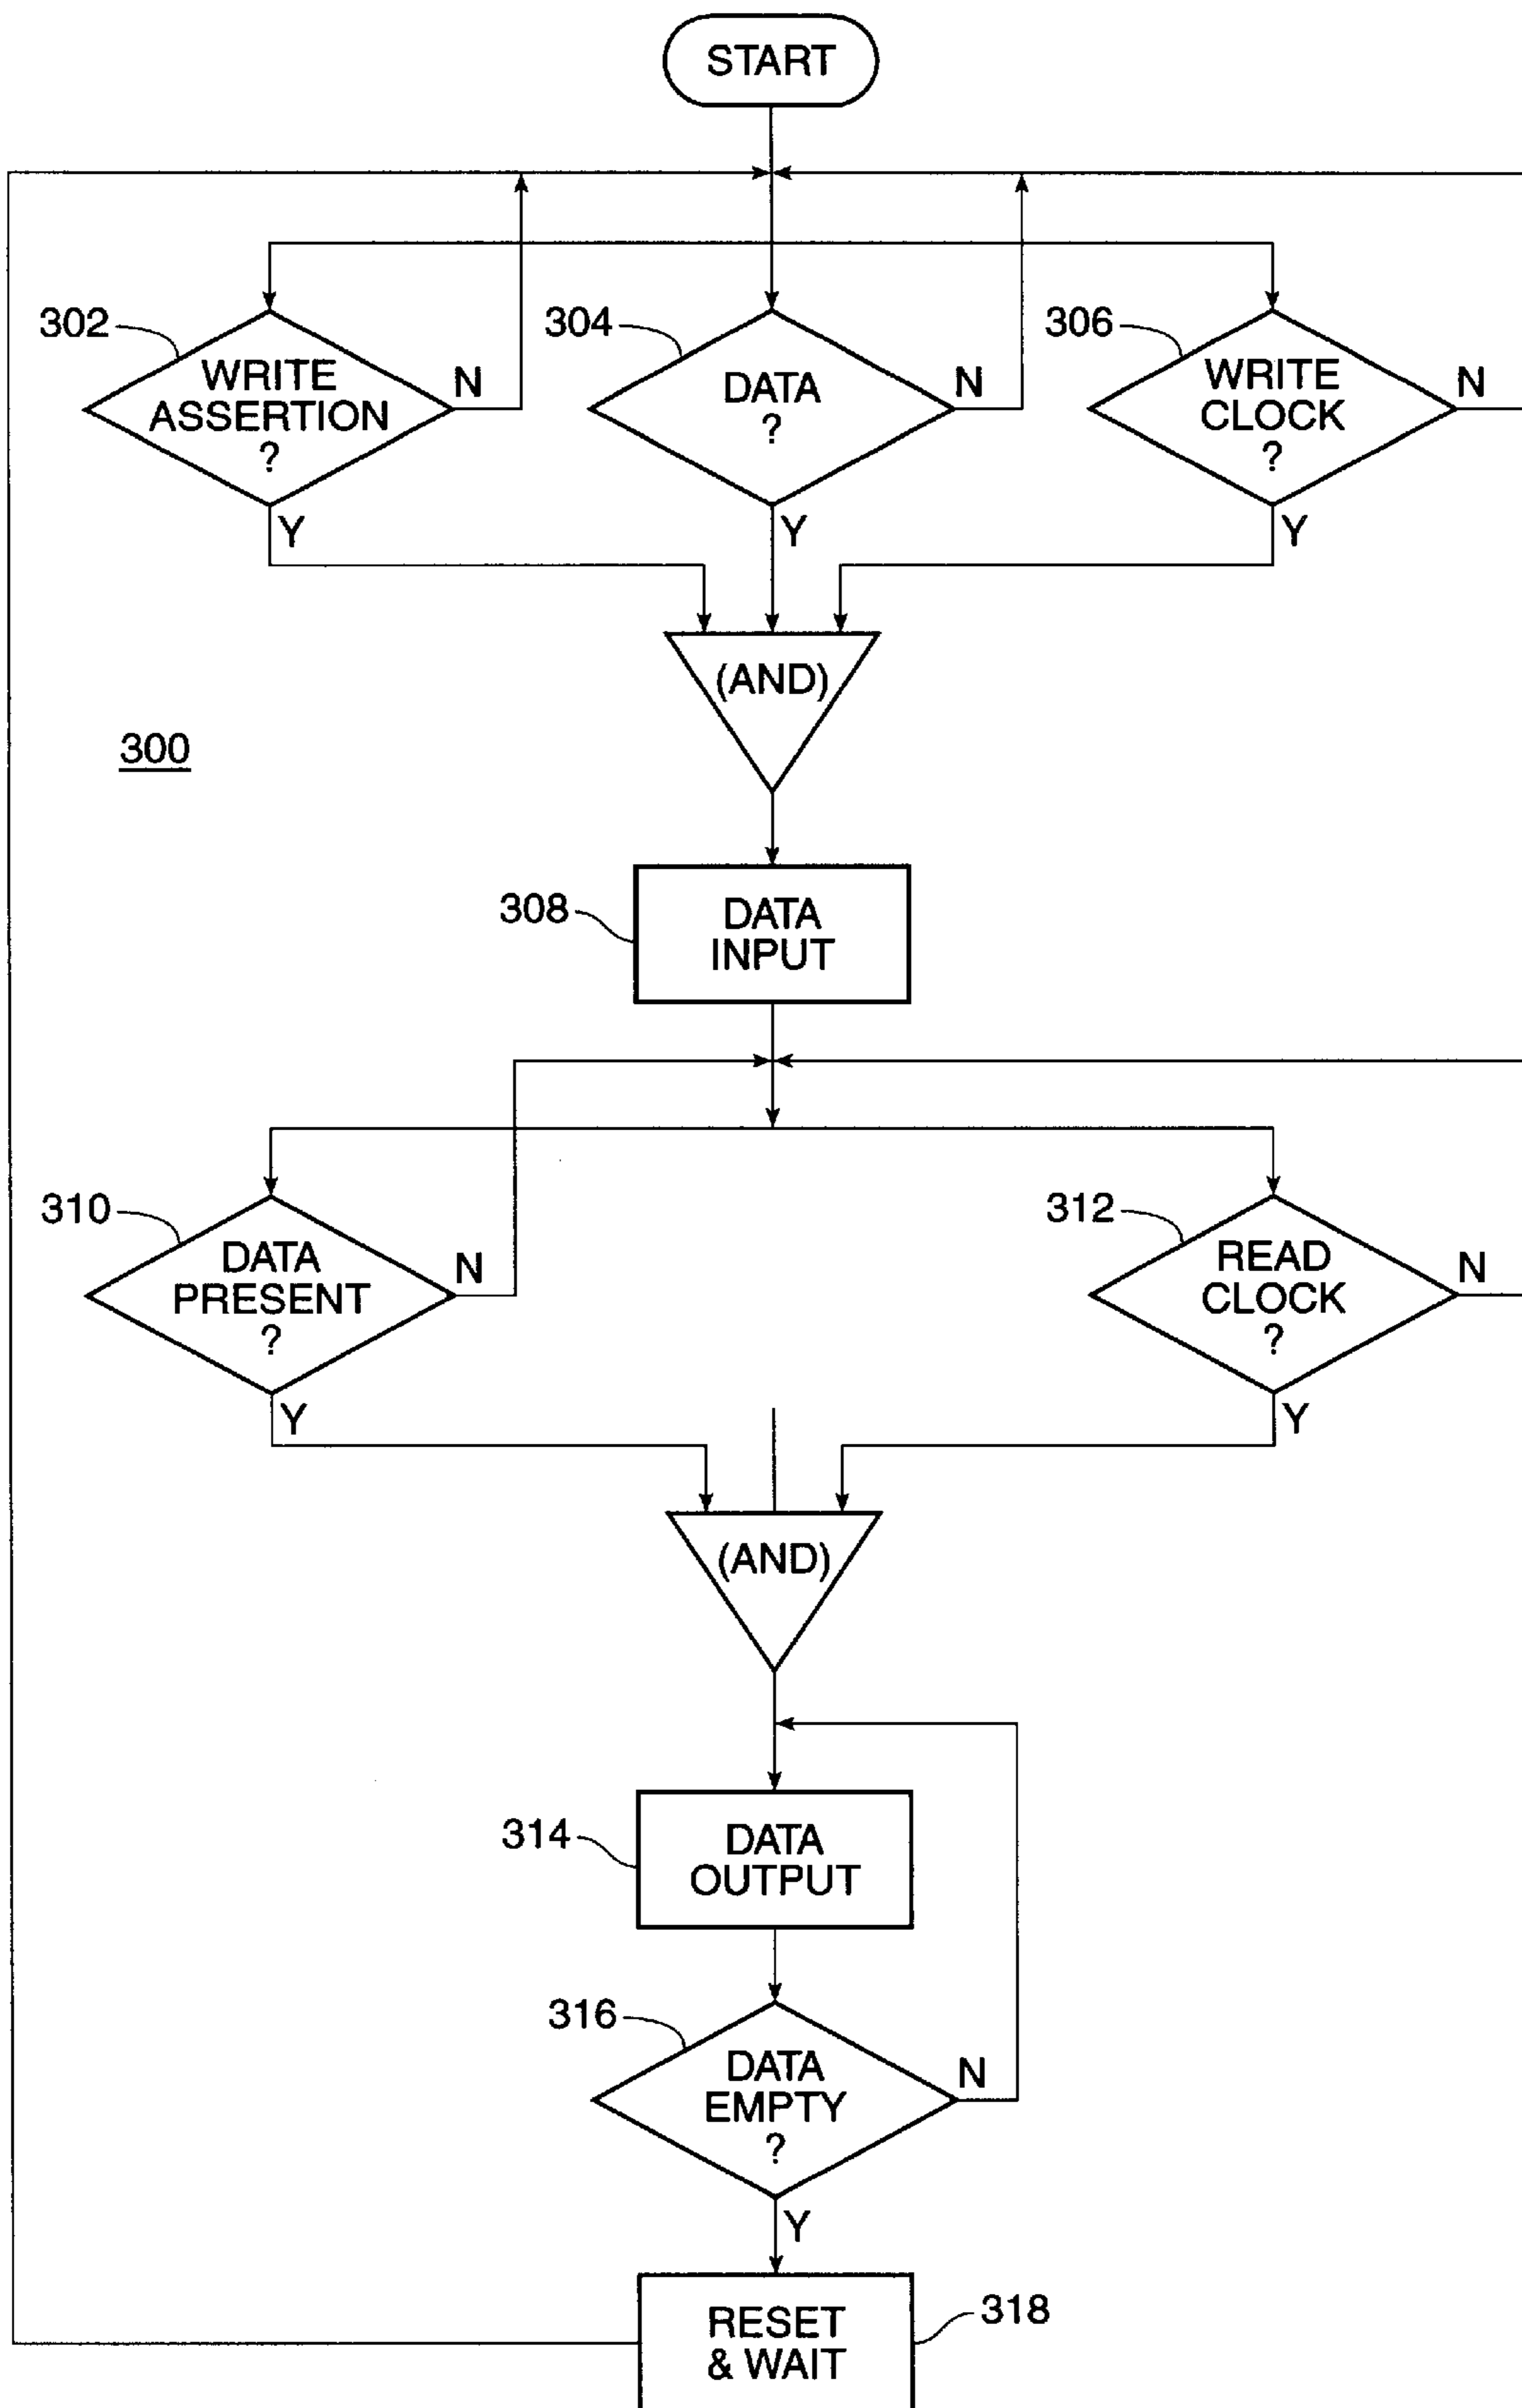 START
302
WRITE
ASSERTION
?
N
Y
304
DATA
?
N
Y
306
WRITE
CLOCK
?
N
Y
(AND)
300
308
DATA
INPUT
310
DATA
PRESENT
?
N
Y
312
READ
CLOCK
?
N
Y
(AND)
314
DATA
OUTPUT
316
DATA
EMPTY
?
N
Y
RESET
& WAIT
318